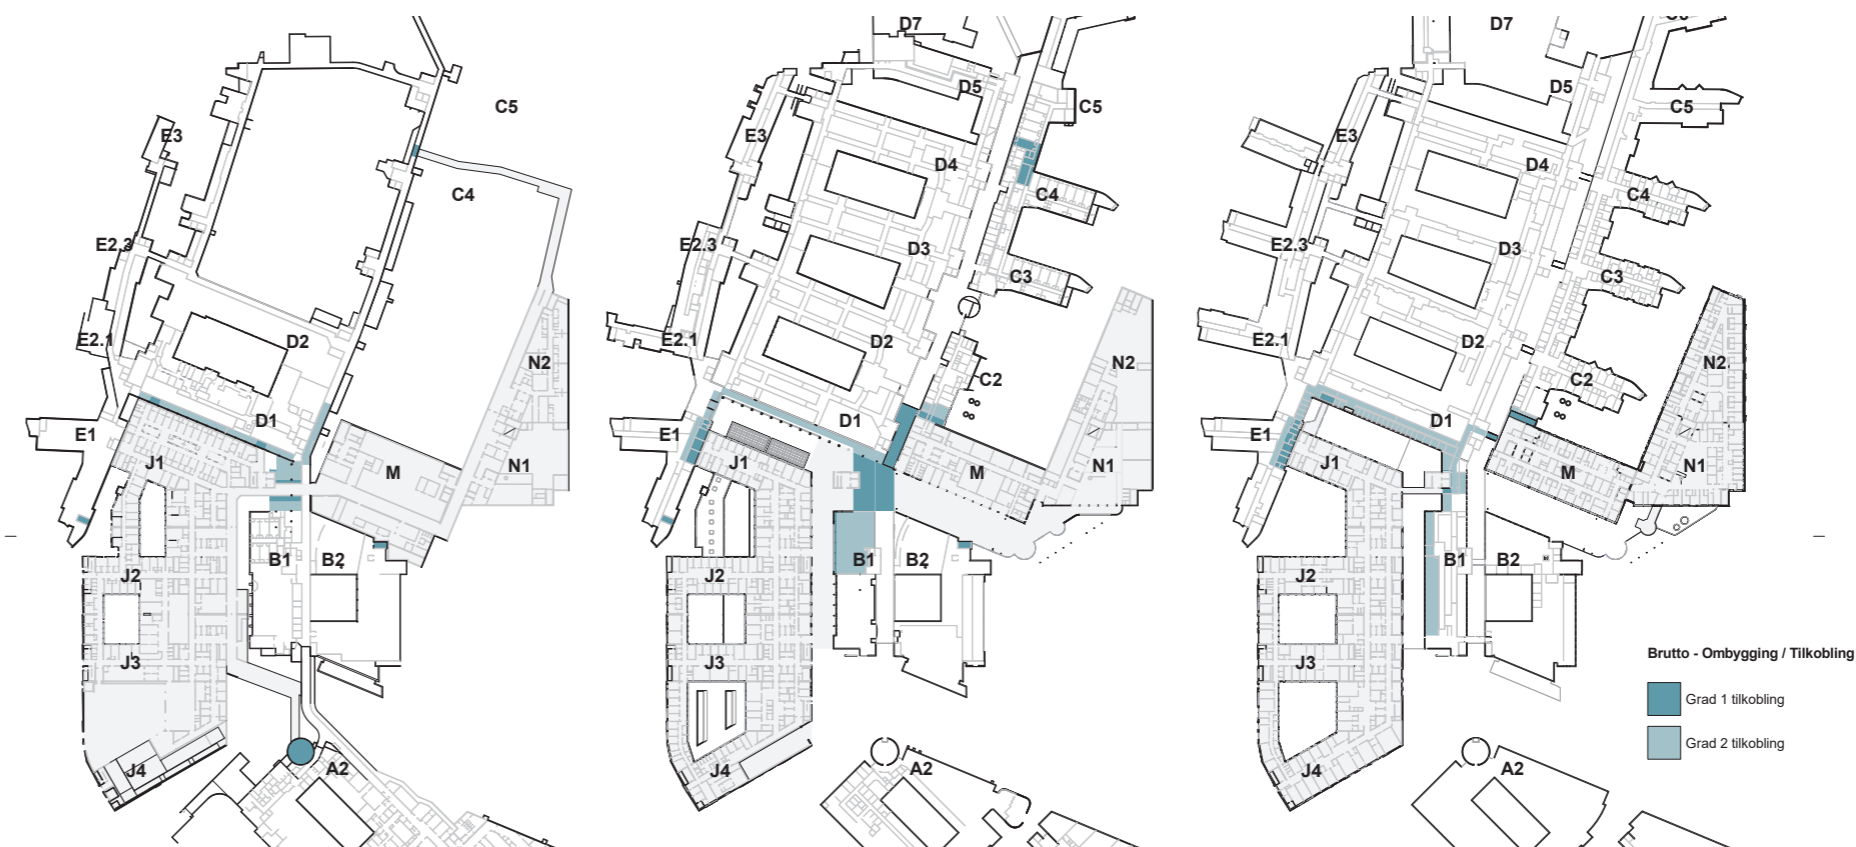 C5
E3
C4
E2.3
E2.1
D2
N2
D1
E1
J1
M
N1
B1
B2
J2
J3
J4
A2
D7
D5
C5
E3
D4
C4
E2.3
D3
C3
E2.1
D2
C2
N2
D1
E1
J1
M
N1
B1
B2
J2
J3
J4
A2
D7
D5
C5
E3
D4
C4
E2.3
D3
C3
E2.1
D2
C2
N2
D1
E1
J1
M
N1
B1
B2
J2
J3
J4
A2
Brutto - Ombygging / Tilkobling
Grad 1 tilkobling
Grad 2 tilkobling